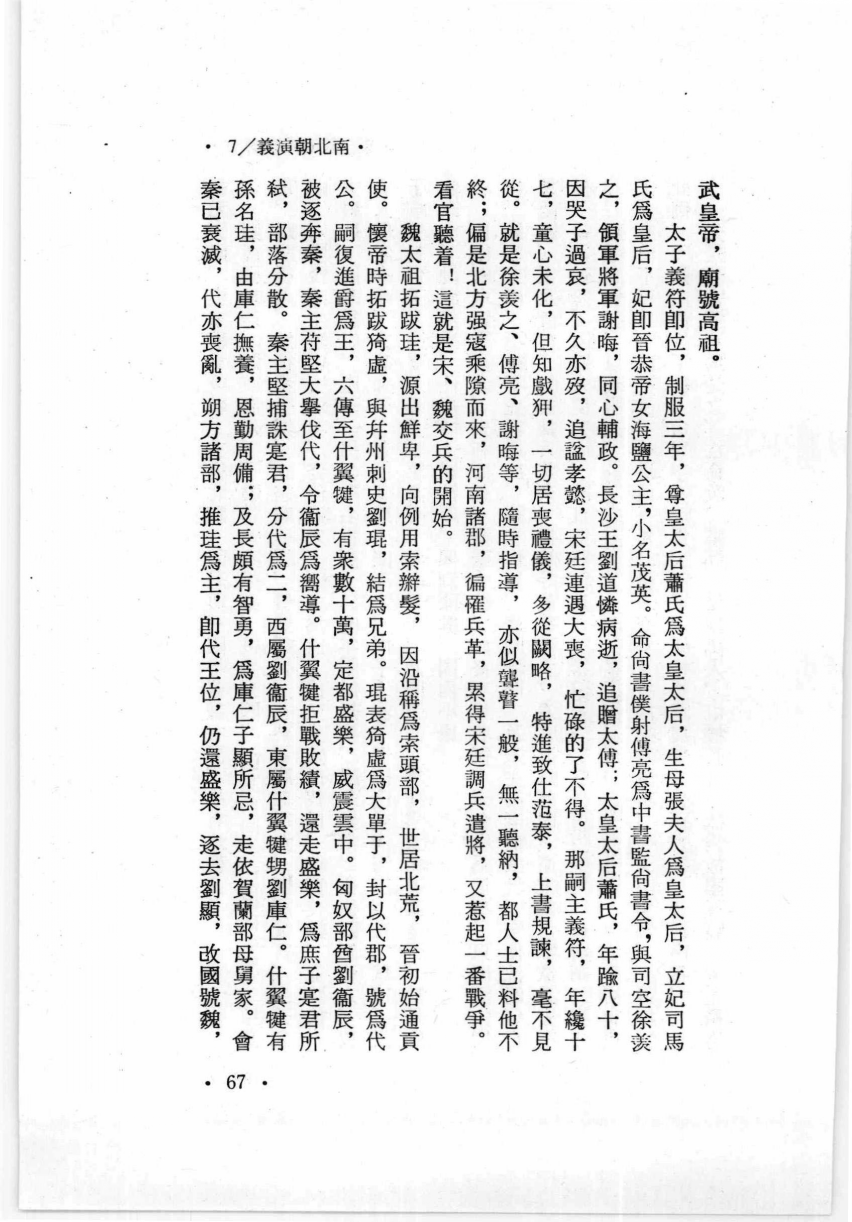 ・7/義演朝北南・
武皇帝，廟號高祖。
太子義符卽位，制服三年，尊皇太后蕭氏爲太皇太后，生母張夫人爲皇太后，立妃司馬
氏爲皇后，妃卽晉恭帝女海鹽公主，小名茂英。命尙書僕射傅亮爲中書監尙書令，與司空徐羨
之，領軍將軍謝晦，同心輔政。長沙王劉道憐病逝，追贈太傅；太皇太后蕭氏，年踰八十，
因哭子過哀，不久亦歿，追諡孝懿，宋廷連遇大喪，忙碌的了不得。那嗣主義符，年纔十
七，童心未化，但知戲狎，一切居喪禮儀，多從闕略，特進致仕范泰，上書規諫，毫不見
從。就是徐羨之、傅亮、謝晦等，隨時指導，亦似聾瞽一般，無一聽納，都人士已料他不
終；偏是北方强寇乘隙而來，河南諸郡，徧罹兵革，累得宋廷調兵遣將，又惹起一番戰爭。
看官聽着！這就是宋、魏交兵的開始。
魏太祖拓跋珪，源出鮮卑，向例用索辮髮，因沿稱爲索頭部，世居北荒，晉初始通貢
使。懷帝時拓跋猗盧，與幷州刺史劉琨，結爲兄弟。琨表猗盧爲大單于，封以代郡，號爲代
公。嗣復進爵爲王，六傳至什翼犍，有衆數十萬，定都盛樂，威震雲中。匈奴部酋劉衞辰，
被逐奔秦，秦主苻堅大擧伐代，令衞辰爲嚮導。什翼犍拒戰敗績，還走盛樂，爲庶子寔君所
弒，部落分散。秦主堅捕誅寔君，分代爲二，西屬劉衞辰，東屬什翼犍甥劉庫仁。什翼犍有
孫名珪，由庫仁撫養，恩勤周備；及長頗有智勇，爲庫仁子顯所忌，走依賀蘭部母舅家。會
秦已衰滅，代亦喪亂，朔方諸部，推珪爲主，卽代王位，仍還盛樂，逐去劉顯，改國號魏，
・67・